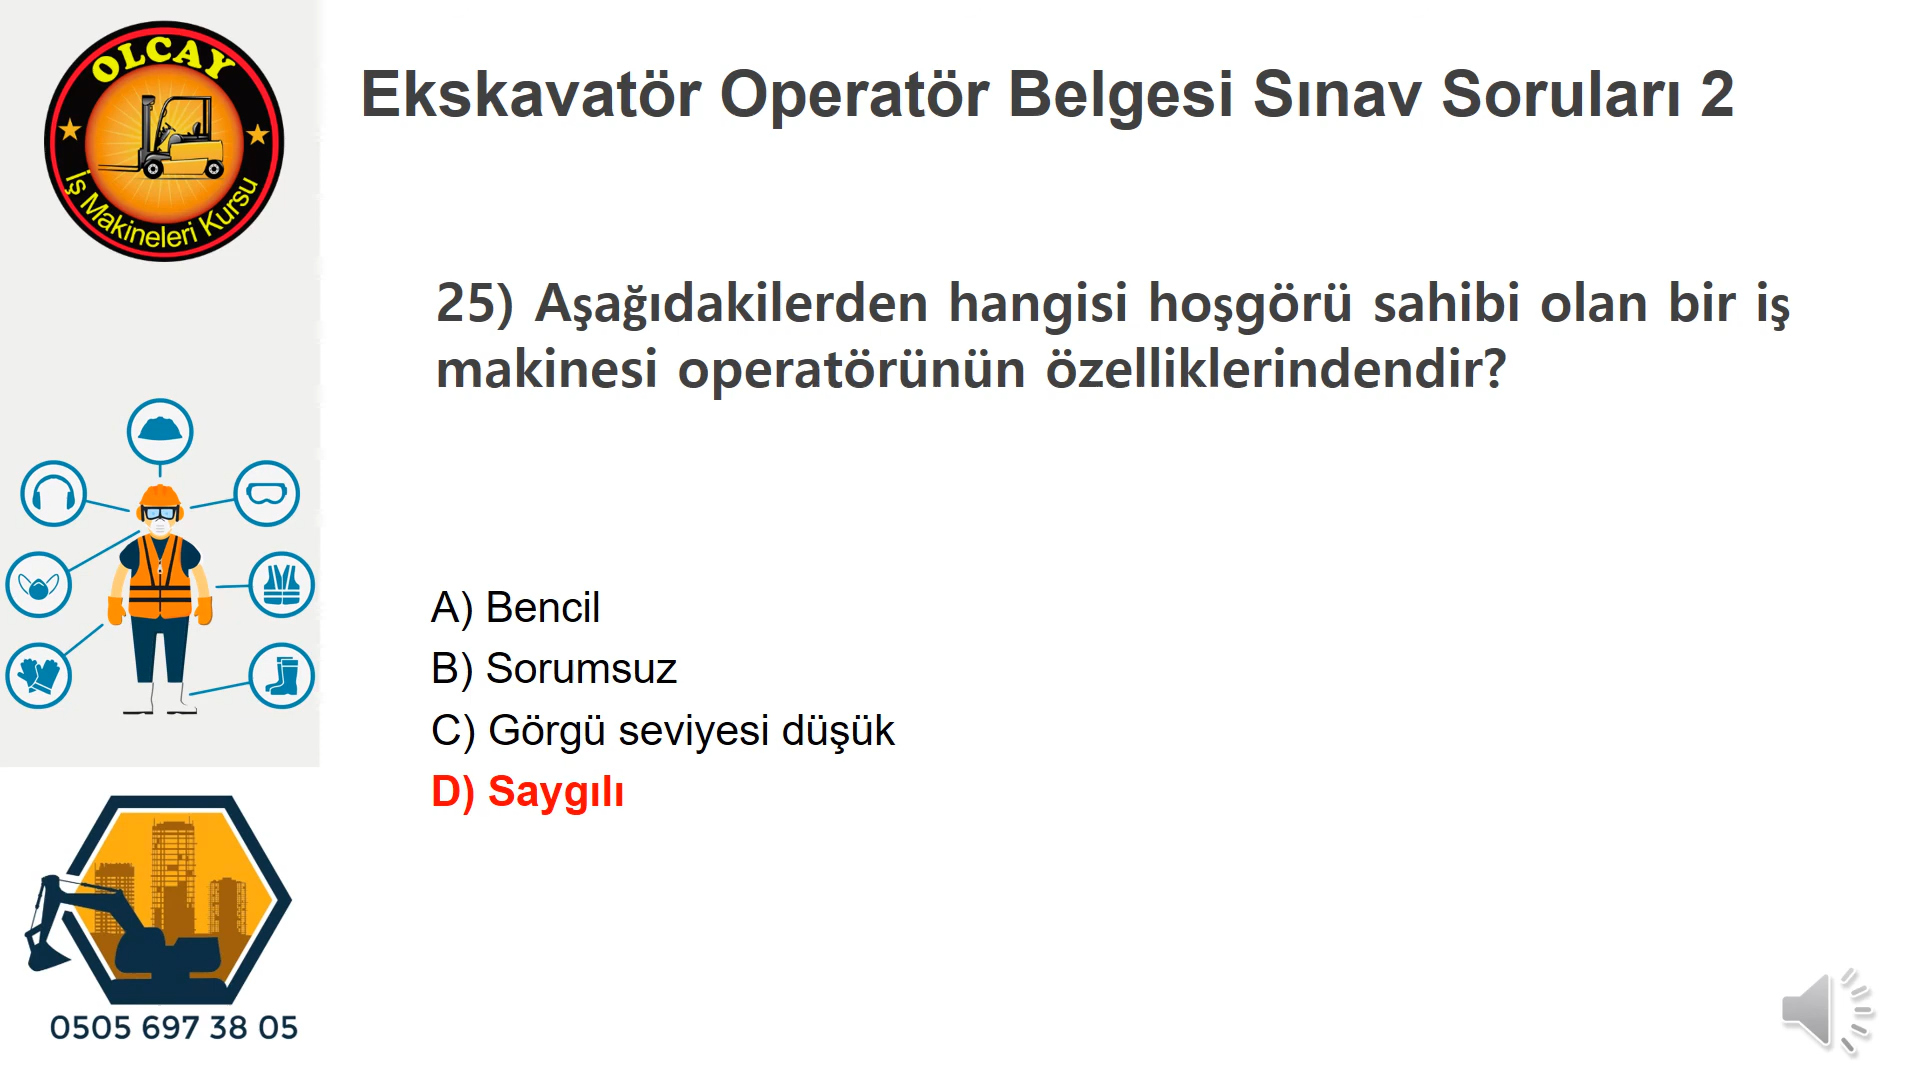 OLCAY
İş Makineleri Kursu
Ekskavatör Operatör Belgesi Sınav Soruları 2
25) Aşağıdakilerden hangisi hoşgörü sahibi olan bir iş
makinesi operatörünün özelliklerindendir?
A) Bencil
B) Sorumsuz
C) Görgü seviyesi düşük
D) Saygılı
0505 697 38 05